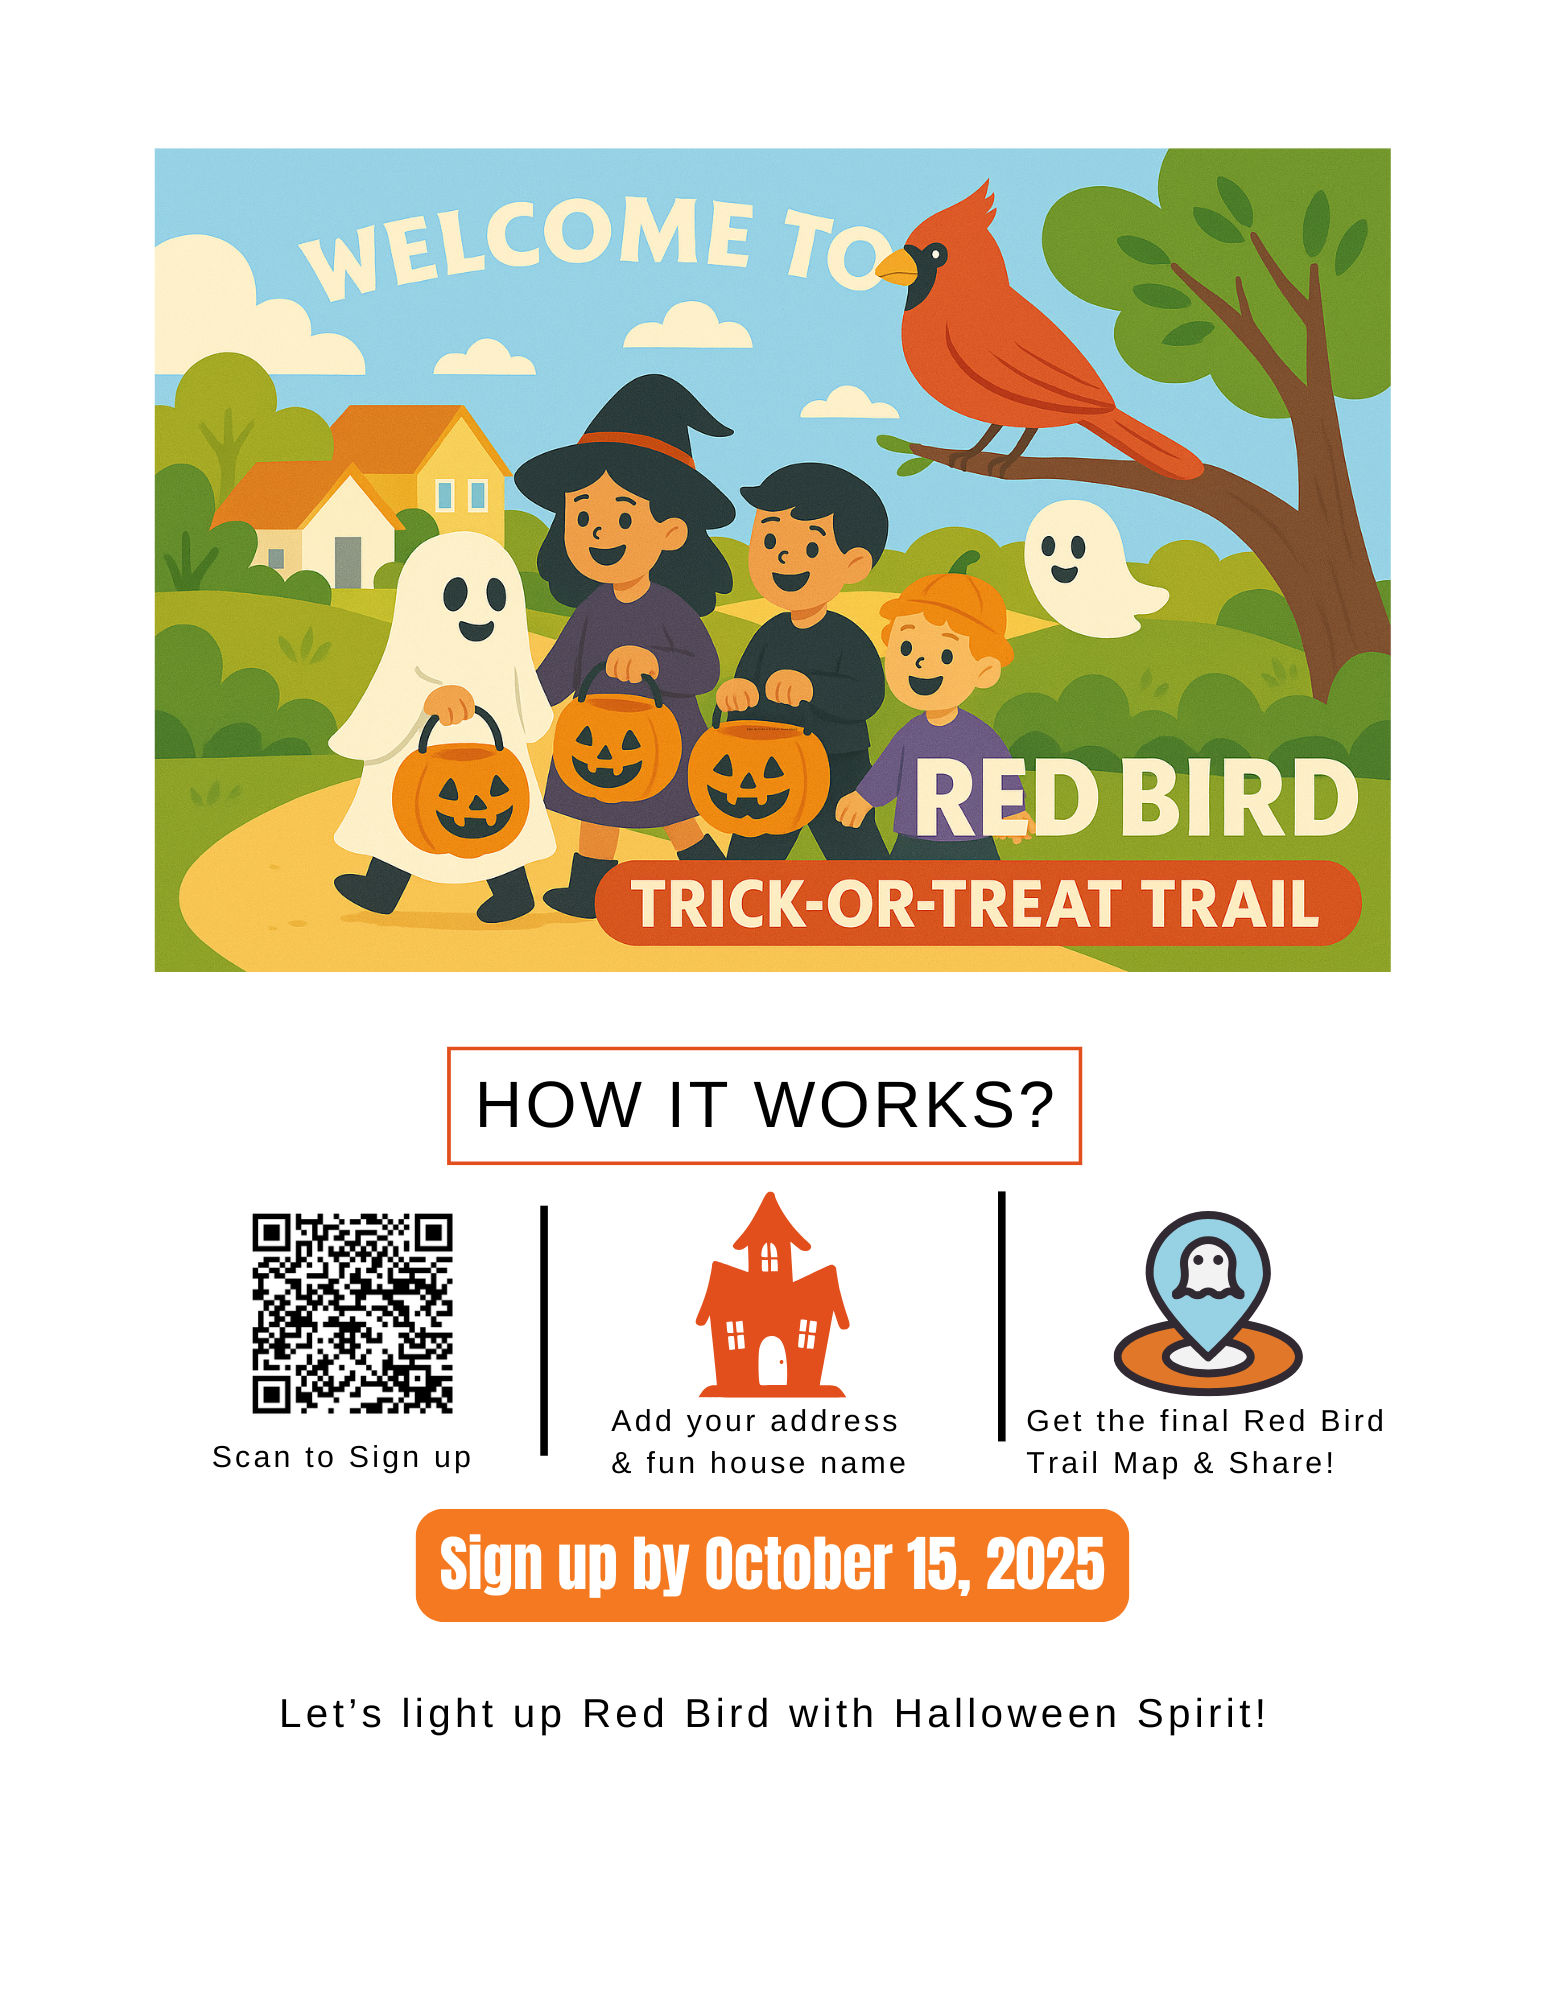 WELCOME TO
RED BIRD
TRICK-OR-TREAT TRAIL
HOW IT WORKS?
Scan to Sign up
Add your address
& fun house name
Get the final Red Bird
Trail Map & Share!
Sign up by October 15, 2025
Let’s light up Red Bird with Halloween Spirit!